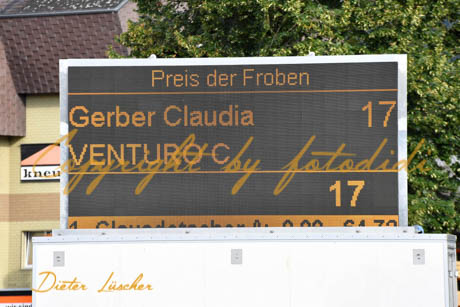 Preis der Froben
Gerber Claudia 17
VENTURO C
Copyright by fotodidi
17
kneu
Dieter Lüscher